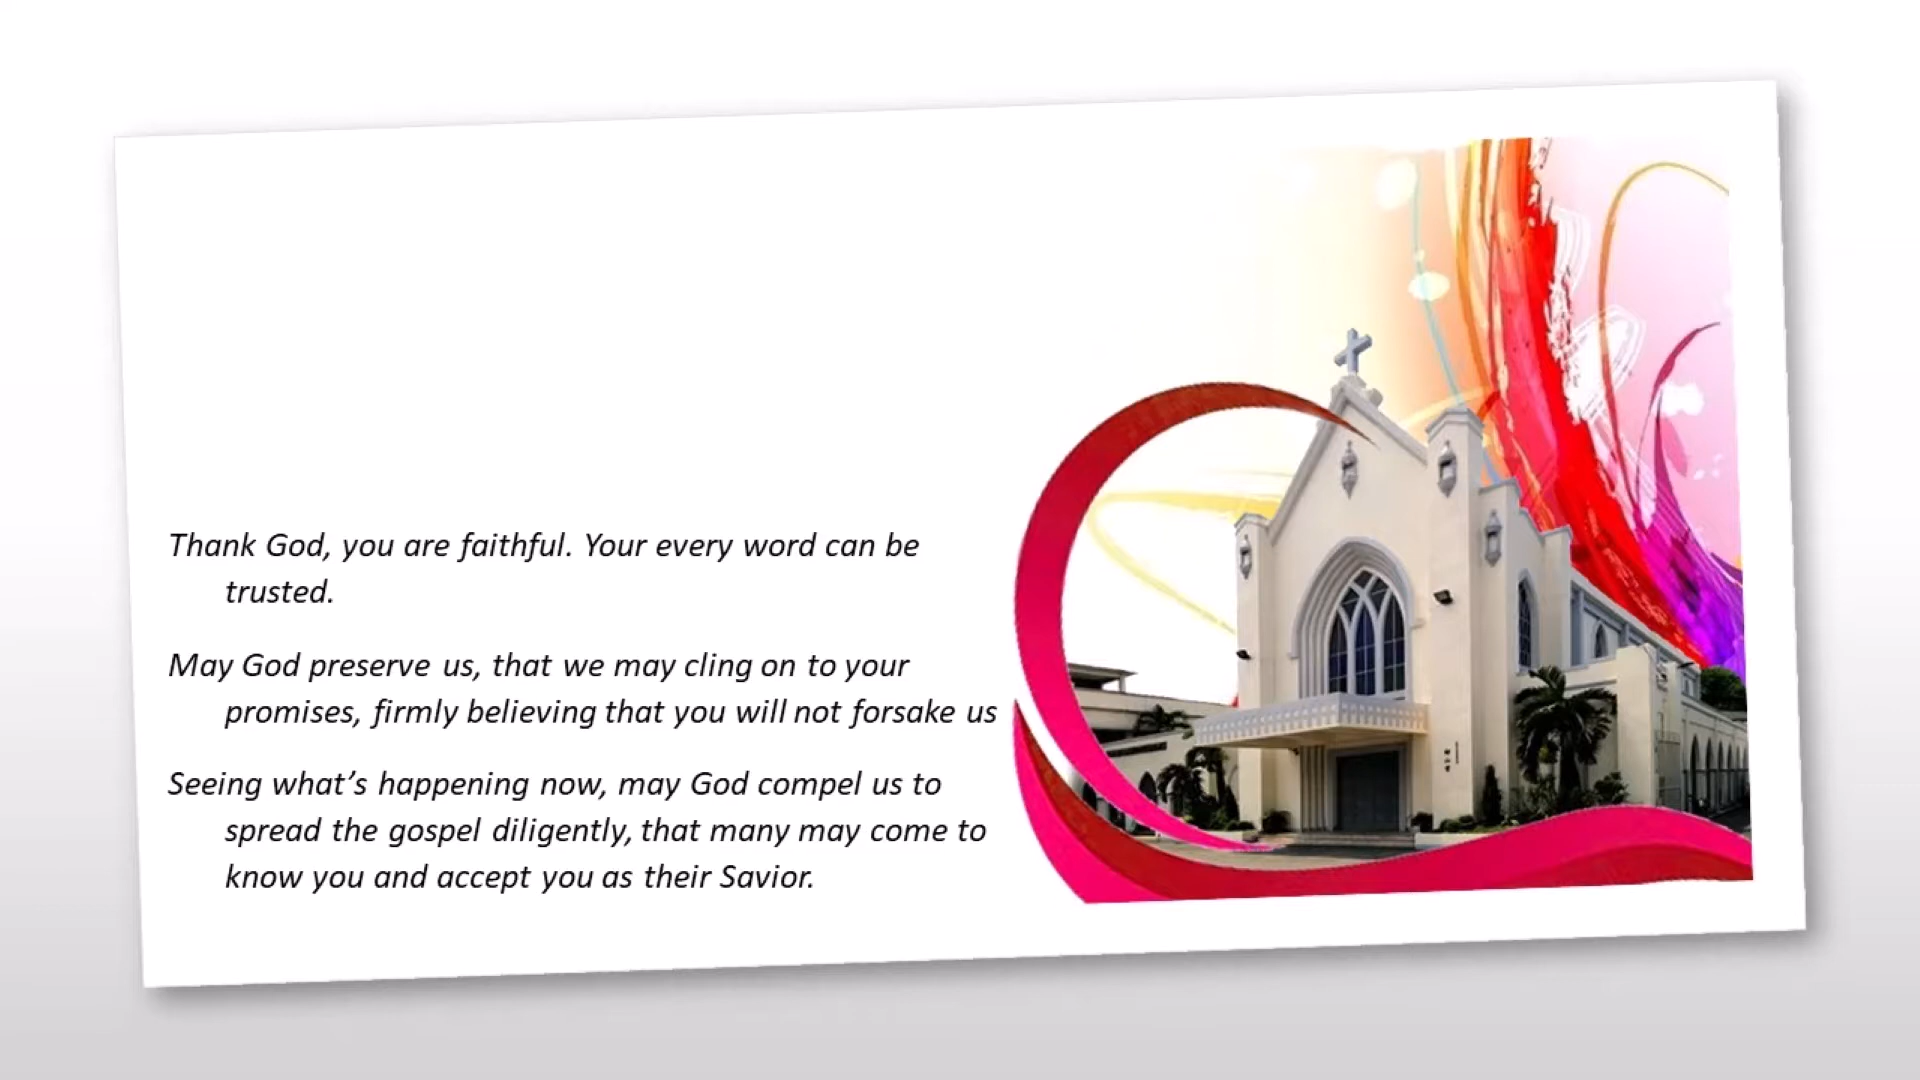 Thank God, you are faithful. Your every word can be
trusted.
May God preserve us, that we may cling on to your
promises, firmly believing that you will not forsake us
Seeing what’s happening now, may God compel us to
spread the gospel diligently, that many may come to
know you and accept you as their Savior.